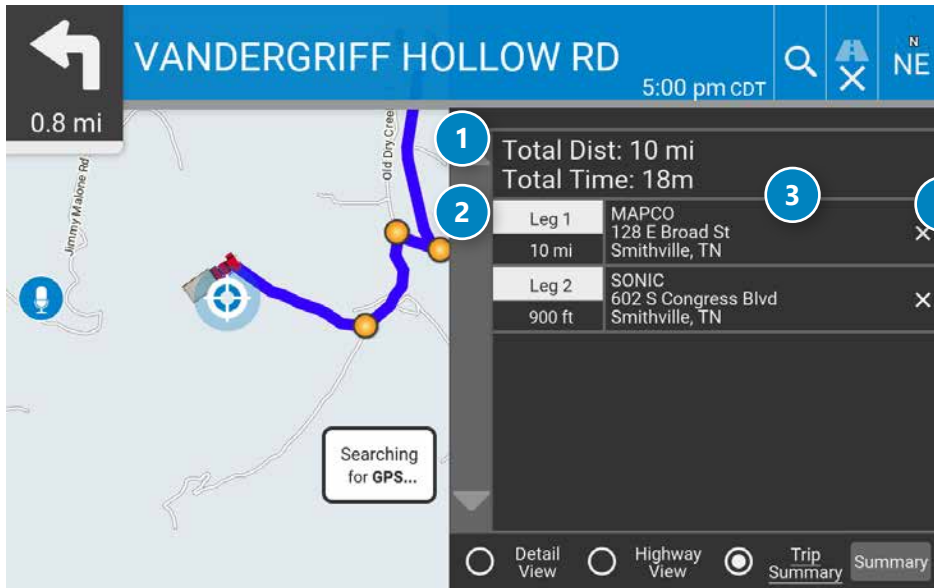 VANDERGRIFF HOLLOW RD
5:00 pm CDT
N
NE
0.8 mi
Jimmy Malone Rd
Old Dry Cree
1
Total Dist: 10 mi
Total Time: 18m
2
3
Leg 1
10 mi
MAPCO
128 E Broad St
Smithville, TN
Leg 2
900 ft
SONIC
602 S Congress Blvd
Smithville, TN
Searching
for GPS...
Detail
View
Highway
View
Trip
Summary
Summary